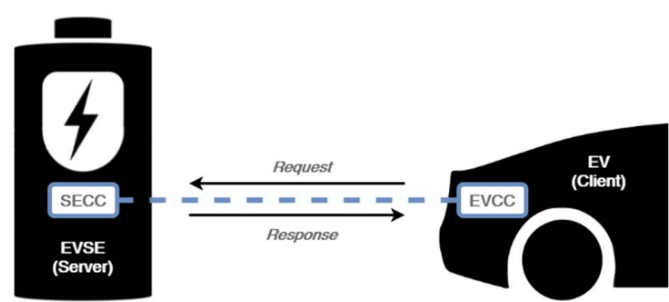 Request
SECC
EVCC
Response
EVSE
(Server)
EV
(Client)